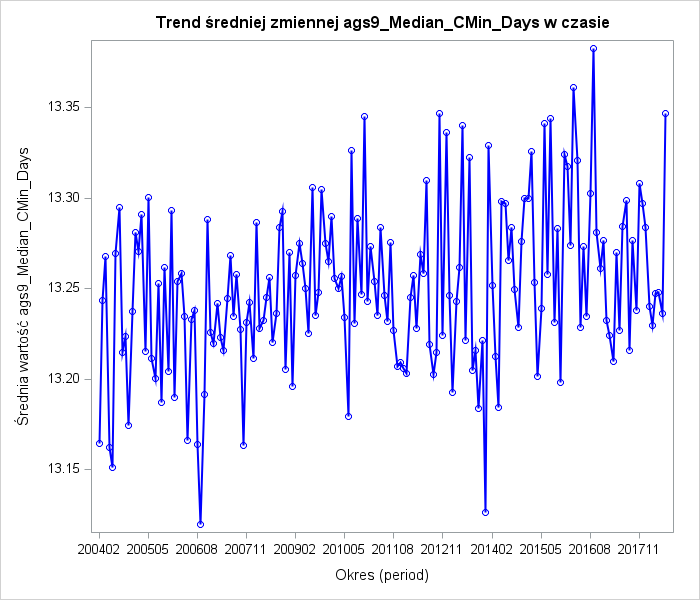 Trend średniej zmiennej ags9_Median_CMin_Days w czasie
Średnia wartość ags9_Median_CMin_Days
13.35
13.30
13.25
13.20
13.15
200402 200505 200608 200711 200902 201005 201108 201211 201402 201505 201608 201711
Okres (period)